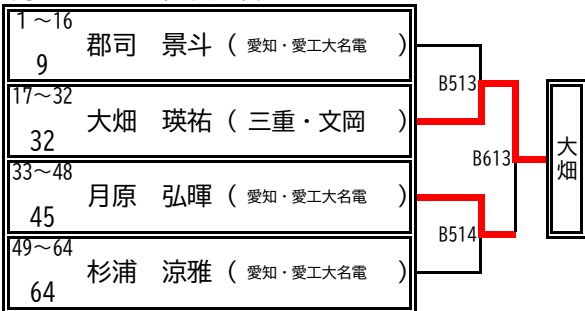 1～16
9
郡司　景斗（ 愛知・愛工大名電 ）
17～32
32
大畑　瑛祐（ 三重・文岡 ）
33～48
45
月原　弘暉（ 愛知・愛工大名電 ）
49～64
64
杉浦　涼雅（ 愛知・愛工大名電 ）
B513
B613
B514
大畑